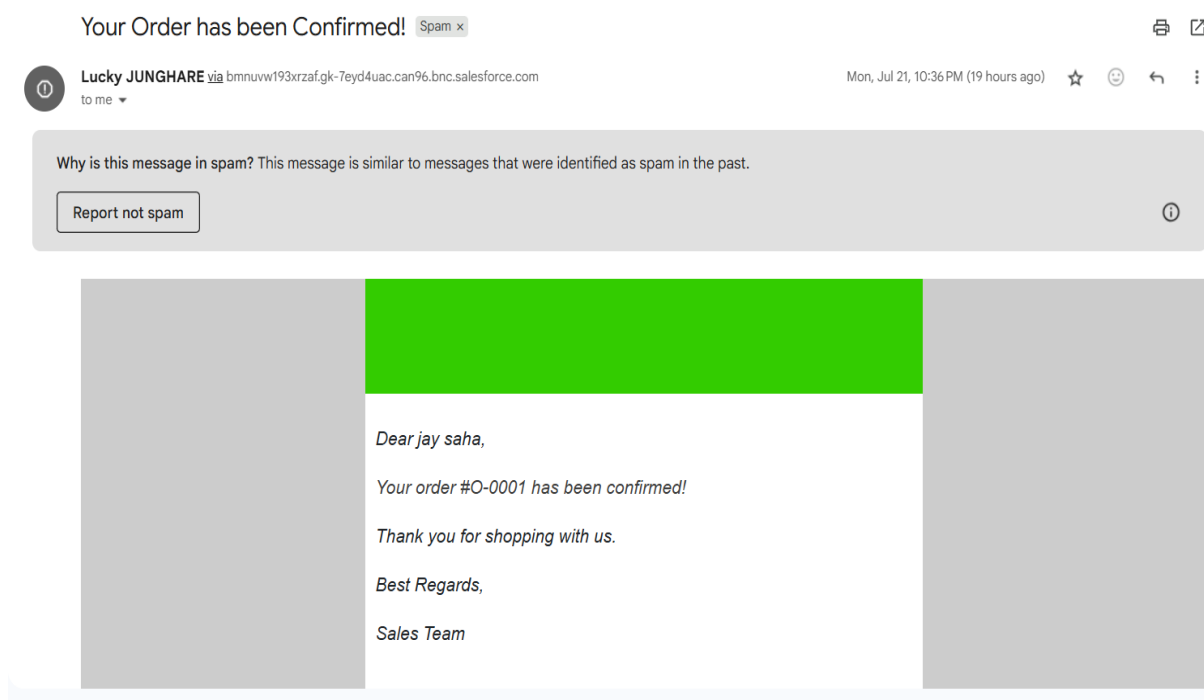 Your Order has been Confirmed! Spam ×
Lucky JUNGHARE via bmnuvw193xrzaf.gk-7eyd4uac.can96.bnc.salesforce.com Mon, Jul 21, 10:36 PM (19 hours ago)
to me
Why is this message in spam? This message is similar to messages that were identified as spam in the past.
Report not spam
Dear jay saha,
Your order #O-0001 has been confirmed!
Thank you for shopping with us.
Best Regards,
Sales Team